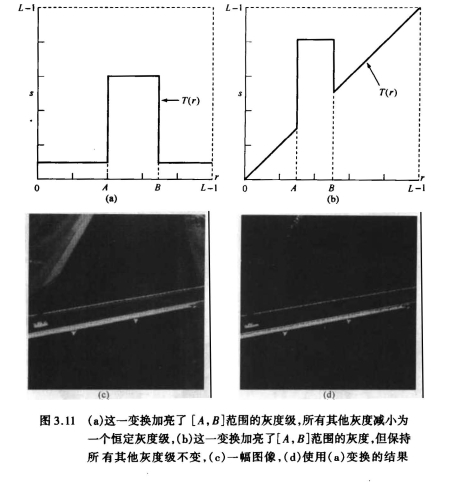 L-1
s
T(r)
0
A
B
L-1
r
(a)
L-1
s
T(r)
0
A
B
L-1
r
(b)
(c)
(d)
图 3.11 (a)这一变换加亮了[A,B]范围的灰度级,所有其他灰度减小为
一个恒定灰度级,(b)这一变换加亮了[A,B]范围的灰度,但保持
所有其他灰度级不变,(c)一幅图像,(d)使用(a)变换的结果